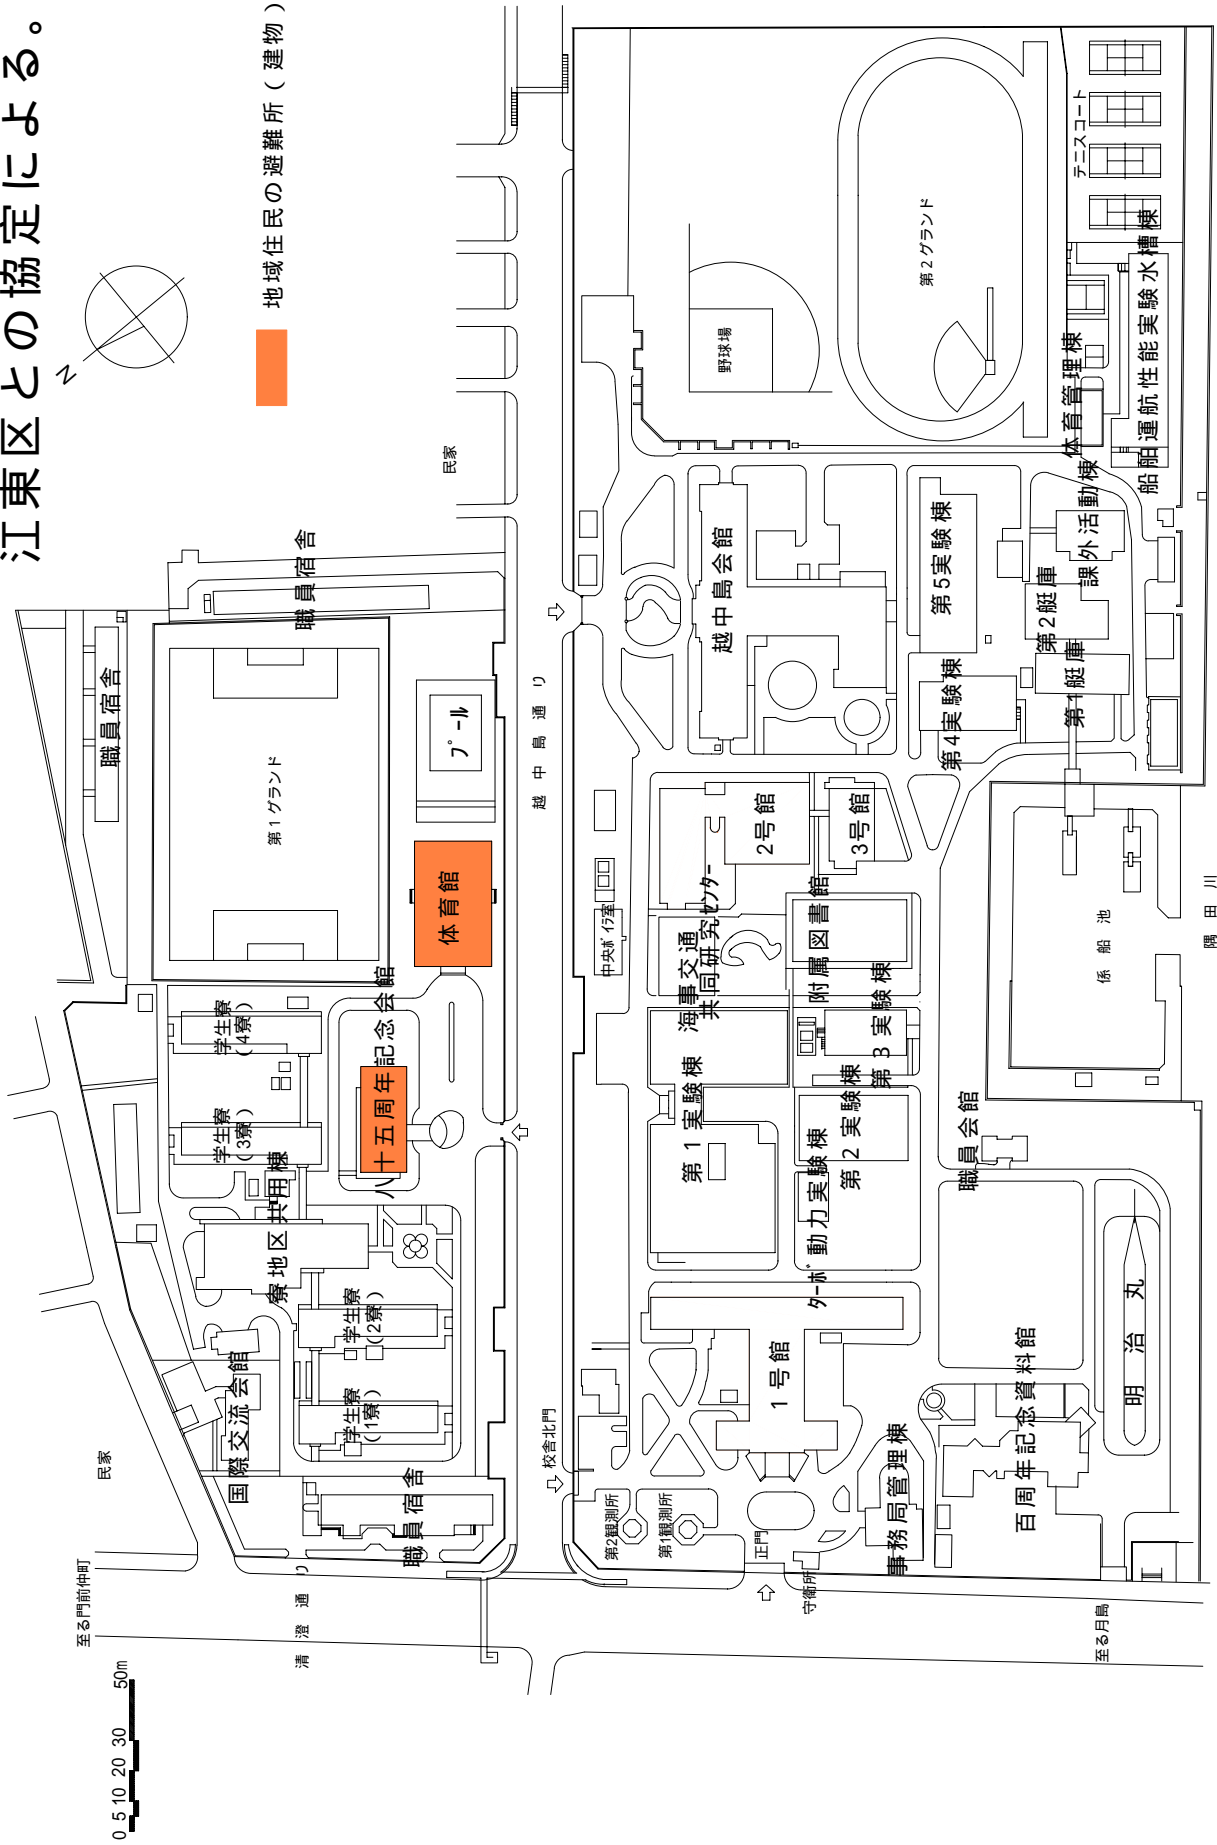 江東区との協定による。
地域住民の避難所（建物）
N
民家
職員宿舎
職員宿舎
第1グランド
プール
体育館
越中島通り
学生寮
（4寮）
学生寮
（3寮）
八十五周年記念会館
寮地区共用棟
学生寮
（2寮）
学生寮
（1寮）
国際交流会館
職員宿舎
民家
至る門前仲町
清澄通り
0 5 10 20 30 50m
テニスコート
第2グランド
野球場
体育管理棟
船舶運航性能実験水槽棟
課外活動棟
越中島会館
第5実験棟
第2艇庫
第1艇庫
第4実験棟
2号館
3号館
中央ﾎﾞｲﾗ室
海事交通
共同研究センター
附属図書館
係船池
隅田川
第1実験棟
第3実験棟
第2実験棟
ターボ動力実験棟
職員会館
1号館
明治丸
百周年記念資料館
事務局管理棟
校舎北門
第2観測所
第1観測所
正門
守衛所
至る月島